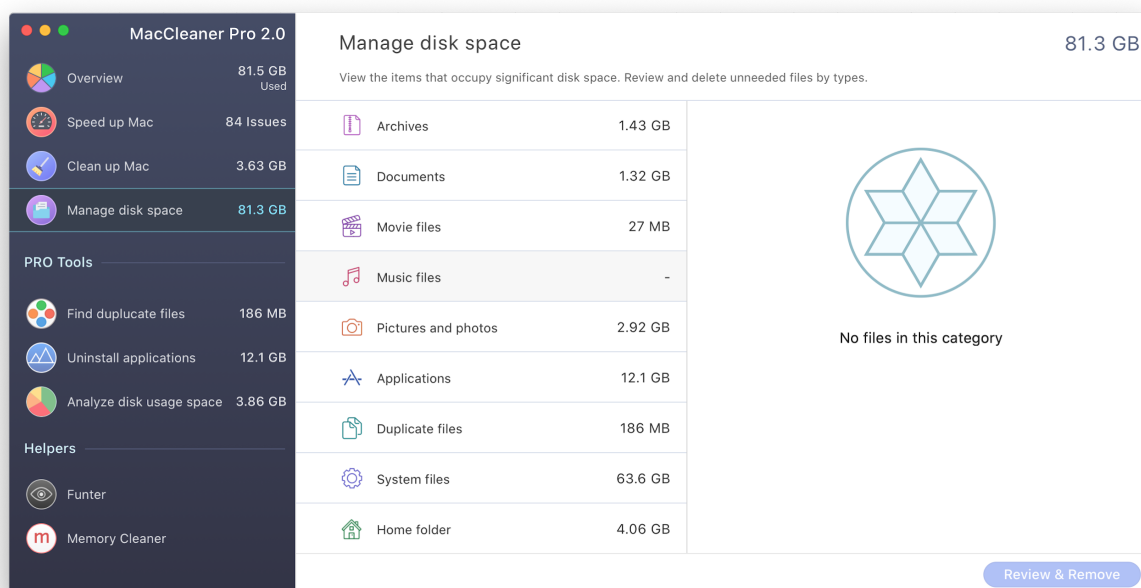 MacCleaner Pro 2.0
Overview 81.5 GB
Used
Speed up Mac 84 Issues
Clean up Mac 3.63 GB
Manage disk space 81.3 GB
PRO Tools
Find duplucate files 186 MB
Uninstall applications 12.1 GB
Analyze disk usage space 3.86 GB
Helpers
Funter
m Memory Cleaner
Manage disk space 81.3 GB
View the items that occupy significant disk space. Review and delete unneeded files by types.
Archives 1.43 GB
Documents 1.32 GB
Movie files 27 MB
Music files -
Pictures and photos 2.92 GB
Applications 12.1 GB
Duplicate files 186 MB
System files 63.6 GB
Home folder 4.06 GB
No files in this category
Review & Remove